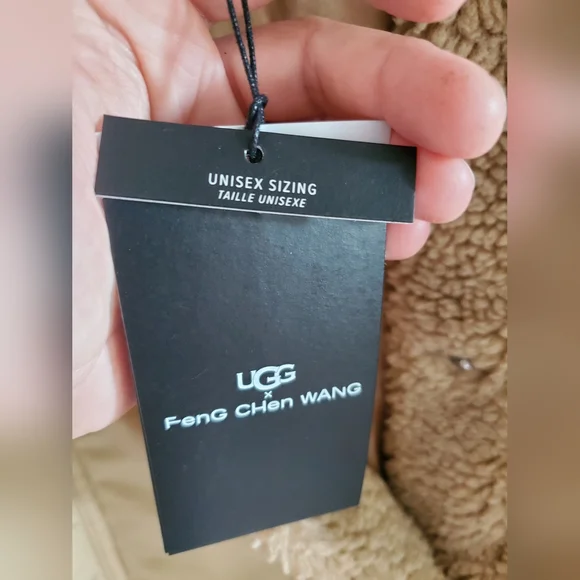 UNISEX SIZING
TAILLE UNISEXE
UGG
×
FenG CHen WANG